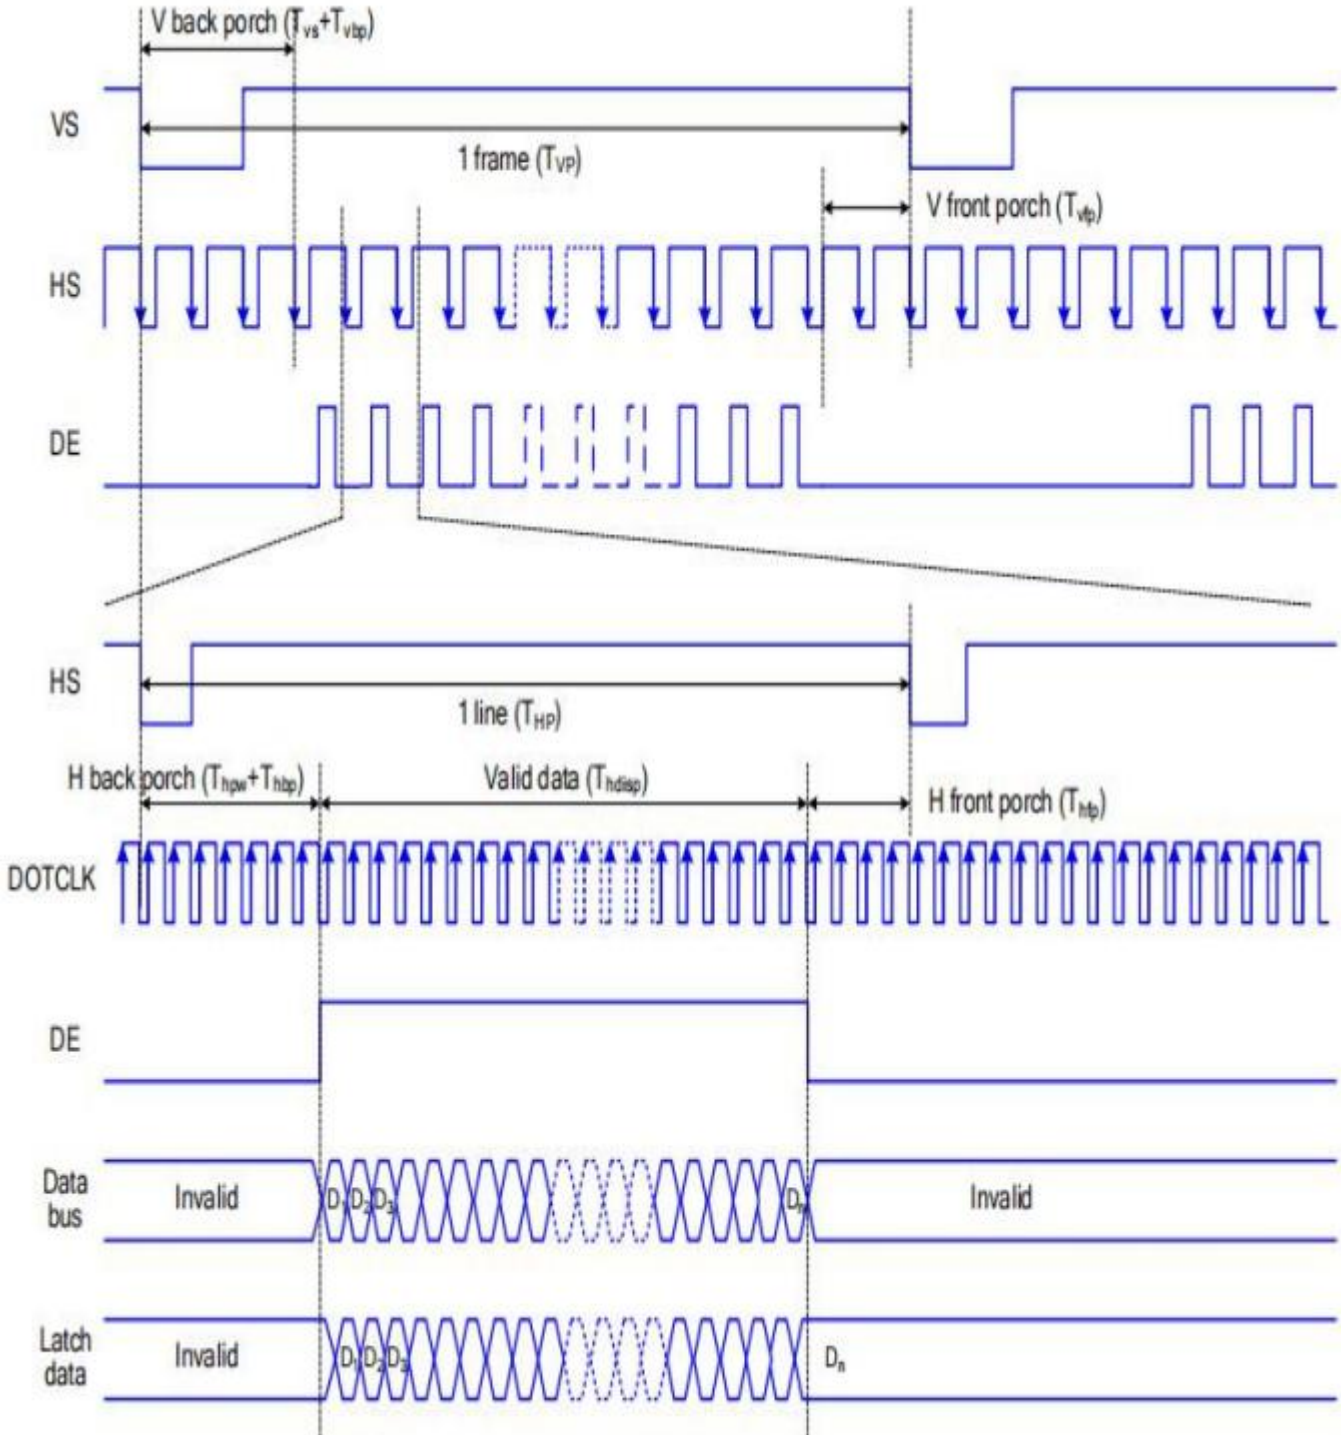 V back porch (Tvs+Tvbp)
VS
1 frame (TVP)
V front porch (Tvfp)
HS
DE
HS
1 line (THP)
H back porch (Thpw+Thbp)
Valid data (Thdisp)
H front porch (Thfp)
DOTCLK
DE
Data
bus
Invalid
D1 D2 D3
Dn
Invalid
Latch
data
Invalid
D1 D2 D3
Dn